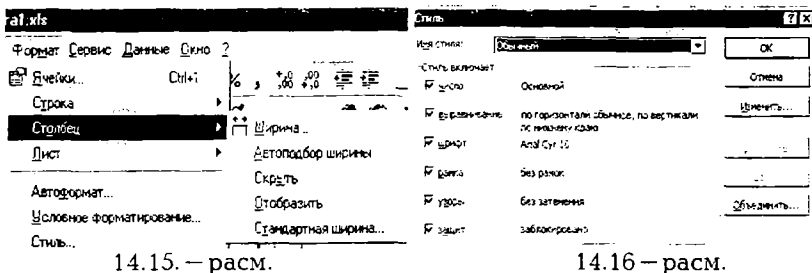 ra1.xls
Формат Сервис Данные Окно ?
Ячейки... Ctrl+1
Строка
Столбец
Лист
Автоформат...
Условное форматирование...
Стиль...
Ширина...
Автоподбор ширины
Скрыть
Отобразить
Стандартная ширина...
14.15. — расм.
Стиль
Имя стиля: Обычный
Стиль включает
число Основной
выравнивание по горизонтали обычное, по вертикали
по нижнему краю
шрифт Arial Cyr 10
рамка без рамок
узоры без затенения
защита заблокировано
OK
Отмена
Изменить...
Объединить...
14.16 — расм.